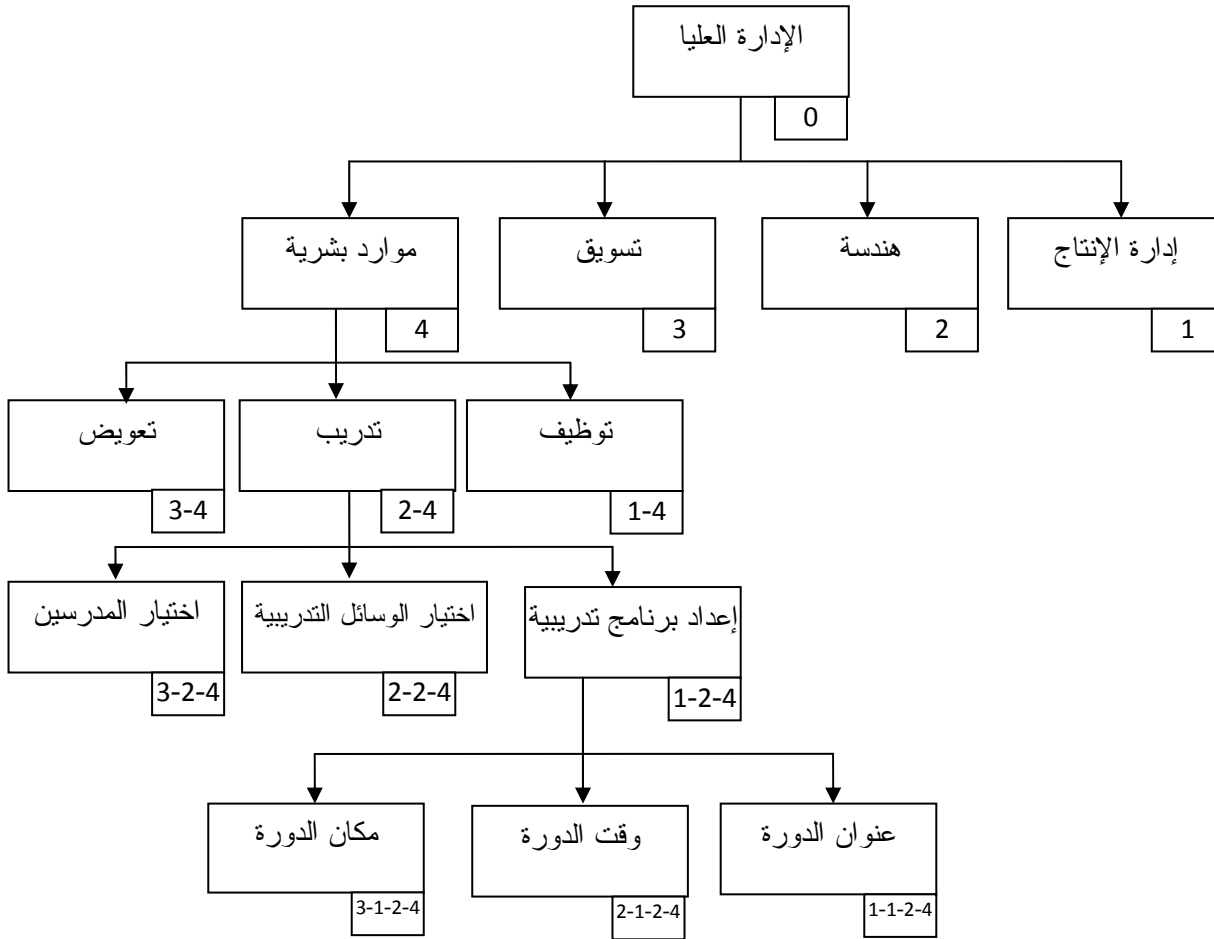 الإدارة العليا
0
إدارة الإنتاج
1
هندسة
2
تسويق
3
موارد بشرية
4
توظيف
1-4
تدريب
2-4
تعويض
3-4
إعداد برنامج تدريبية
1-2-4
اختيار الوسائل التدريبية
2-2-4
اختيار المدرسين
3-2-4
عنوان الدورة
1-1-2-4
وقت الدورة
2-1-2-4
مكان الدورة
3-1-2-4